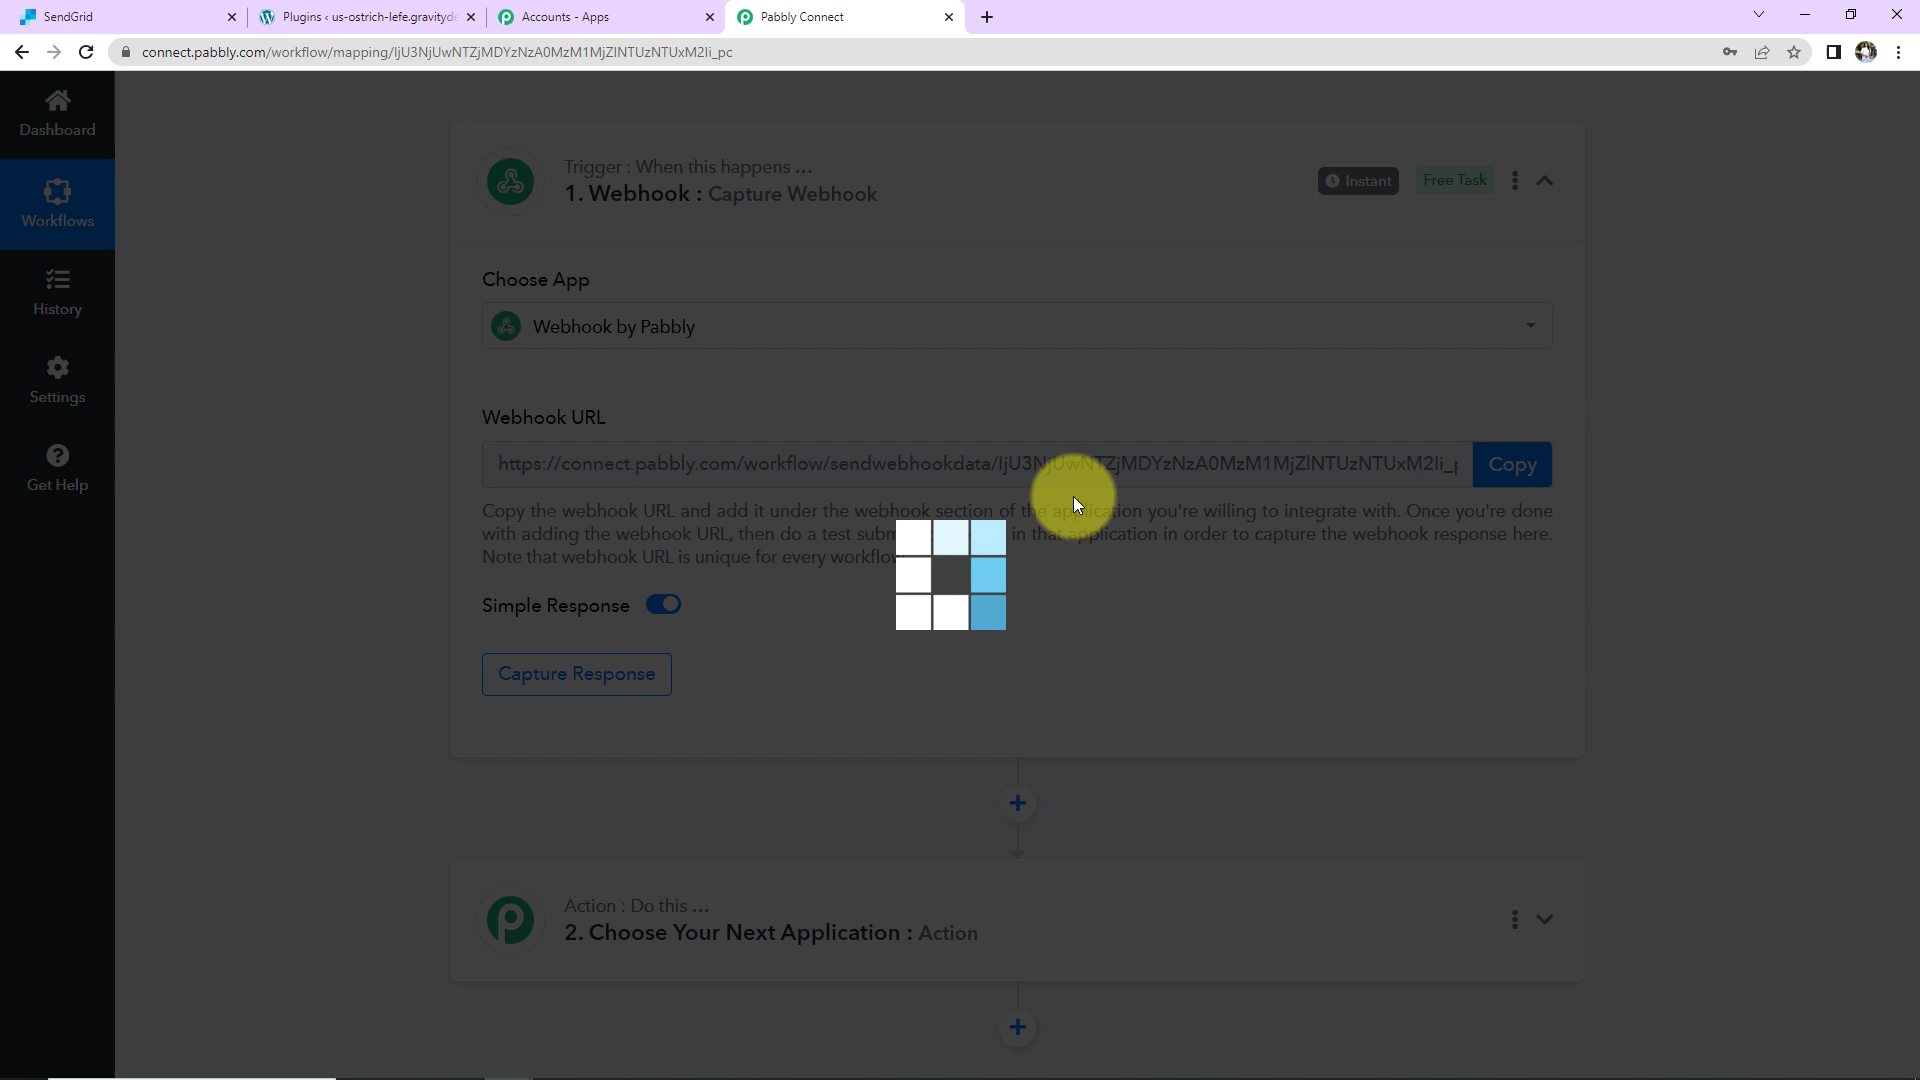 SendGrid
Plugins ‹ us-ostrich-lefe.gravityde
Accounts - Apps
Pabbly Connect
connect.pabbly.com/workflow/mapping/IjU3NjUwNTZjMDYzNzA0MzM1MjZlNTUzNTUxM2Ii_pc
Dashboard
Workflows
History
Settings
Get Help
Trigger : When this happens ...
1. Webhook : Capture Webhook
Instant
Free Task
Choose App
Webhook by Pabbly
Webhook URL
https://connect.pabbly.com/workflow/sendwebhookdata/IjU3NjUwNTZjMDYzNzA0MzM1MjZlNTUzNTUxM2Ii_
Copy
Copy the webhook URL and add it under the webhook section of the application you're willing to integrate with. Once you're done
with adding the webhook URL, then do a test in that application in order to capture the webhook response here.
Note that webhook URL is unique for every
Simple Response
Capture Response
Action : Do this ...
2. Choose Your Next Application : Action